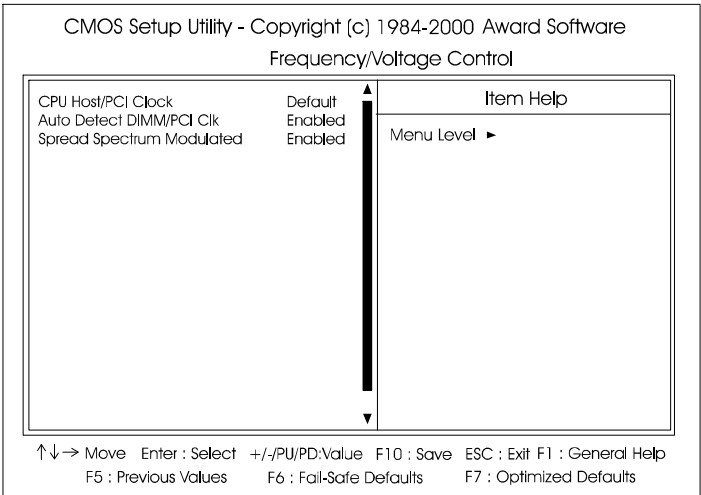 CMOS Setup Utility - Copyright (c) 1984-2000 Award Software
Frequency/Voltage Control
CPU Host/PCI Clock Default
Auto Detect DIMM/PCI Clk Enabled
Spread Spectrum Modulated Enabled
Item Help
Menu Level ►
↑↓→ Move Enter : Select +/-/PU/PD:Value F10 : Save ESC : Exit F1 : General Help
F5 : Previous Values F6 : Fail-Safe Defaults F7 : Optimized Defaults